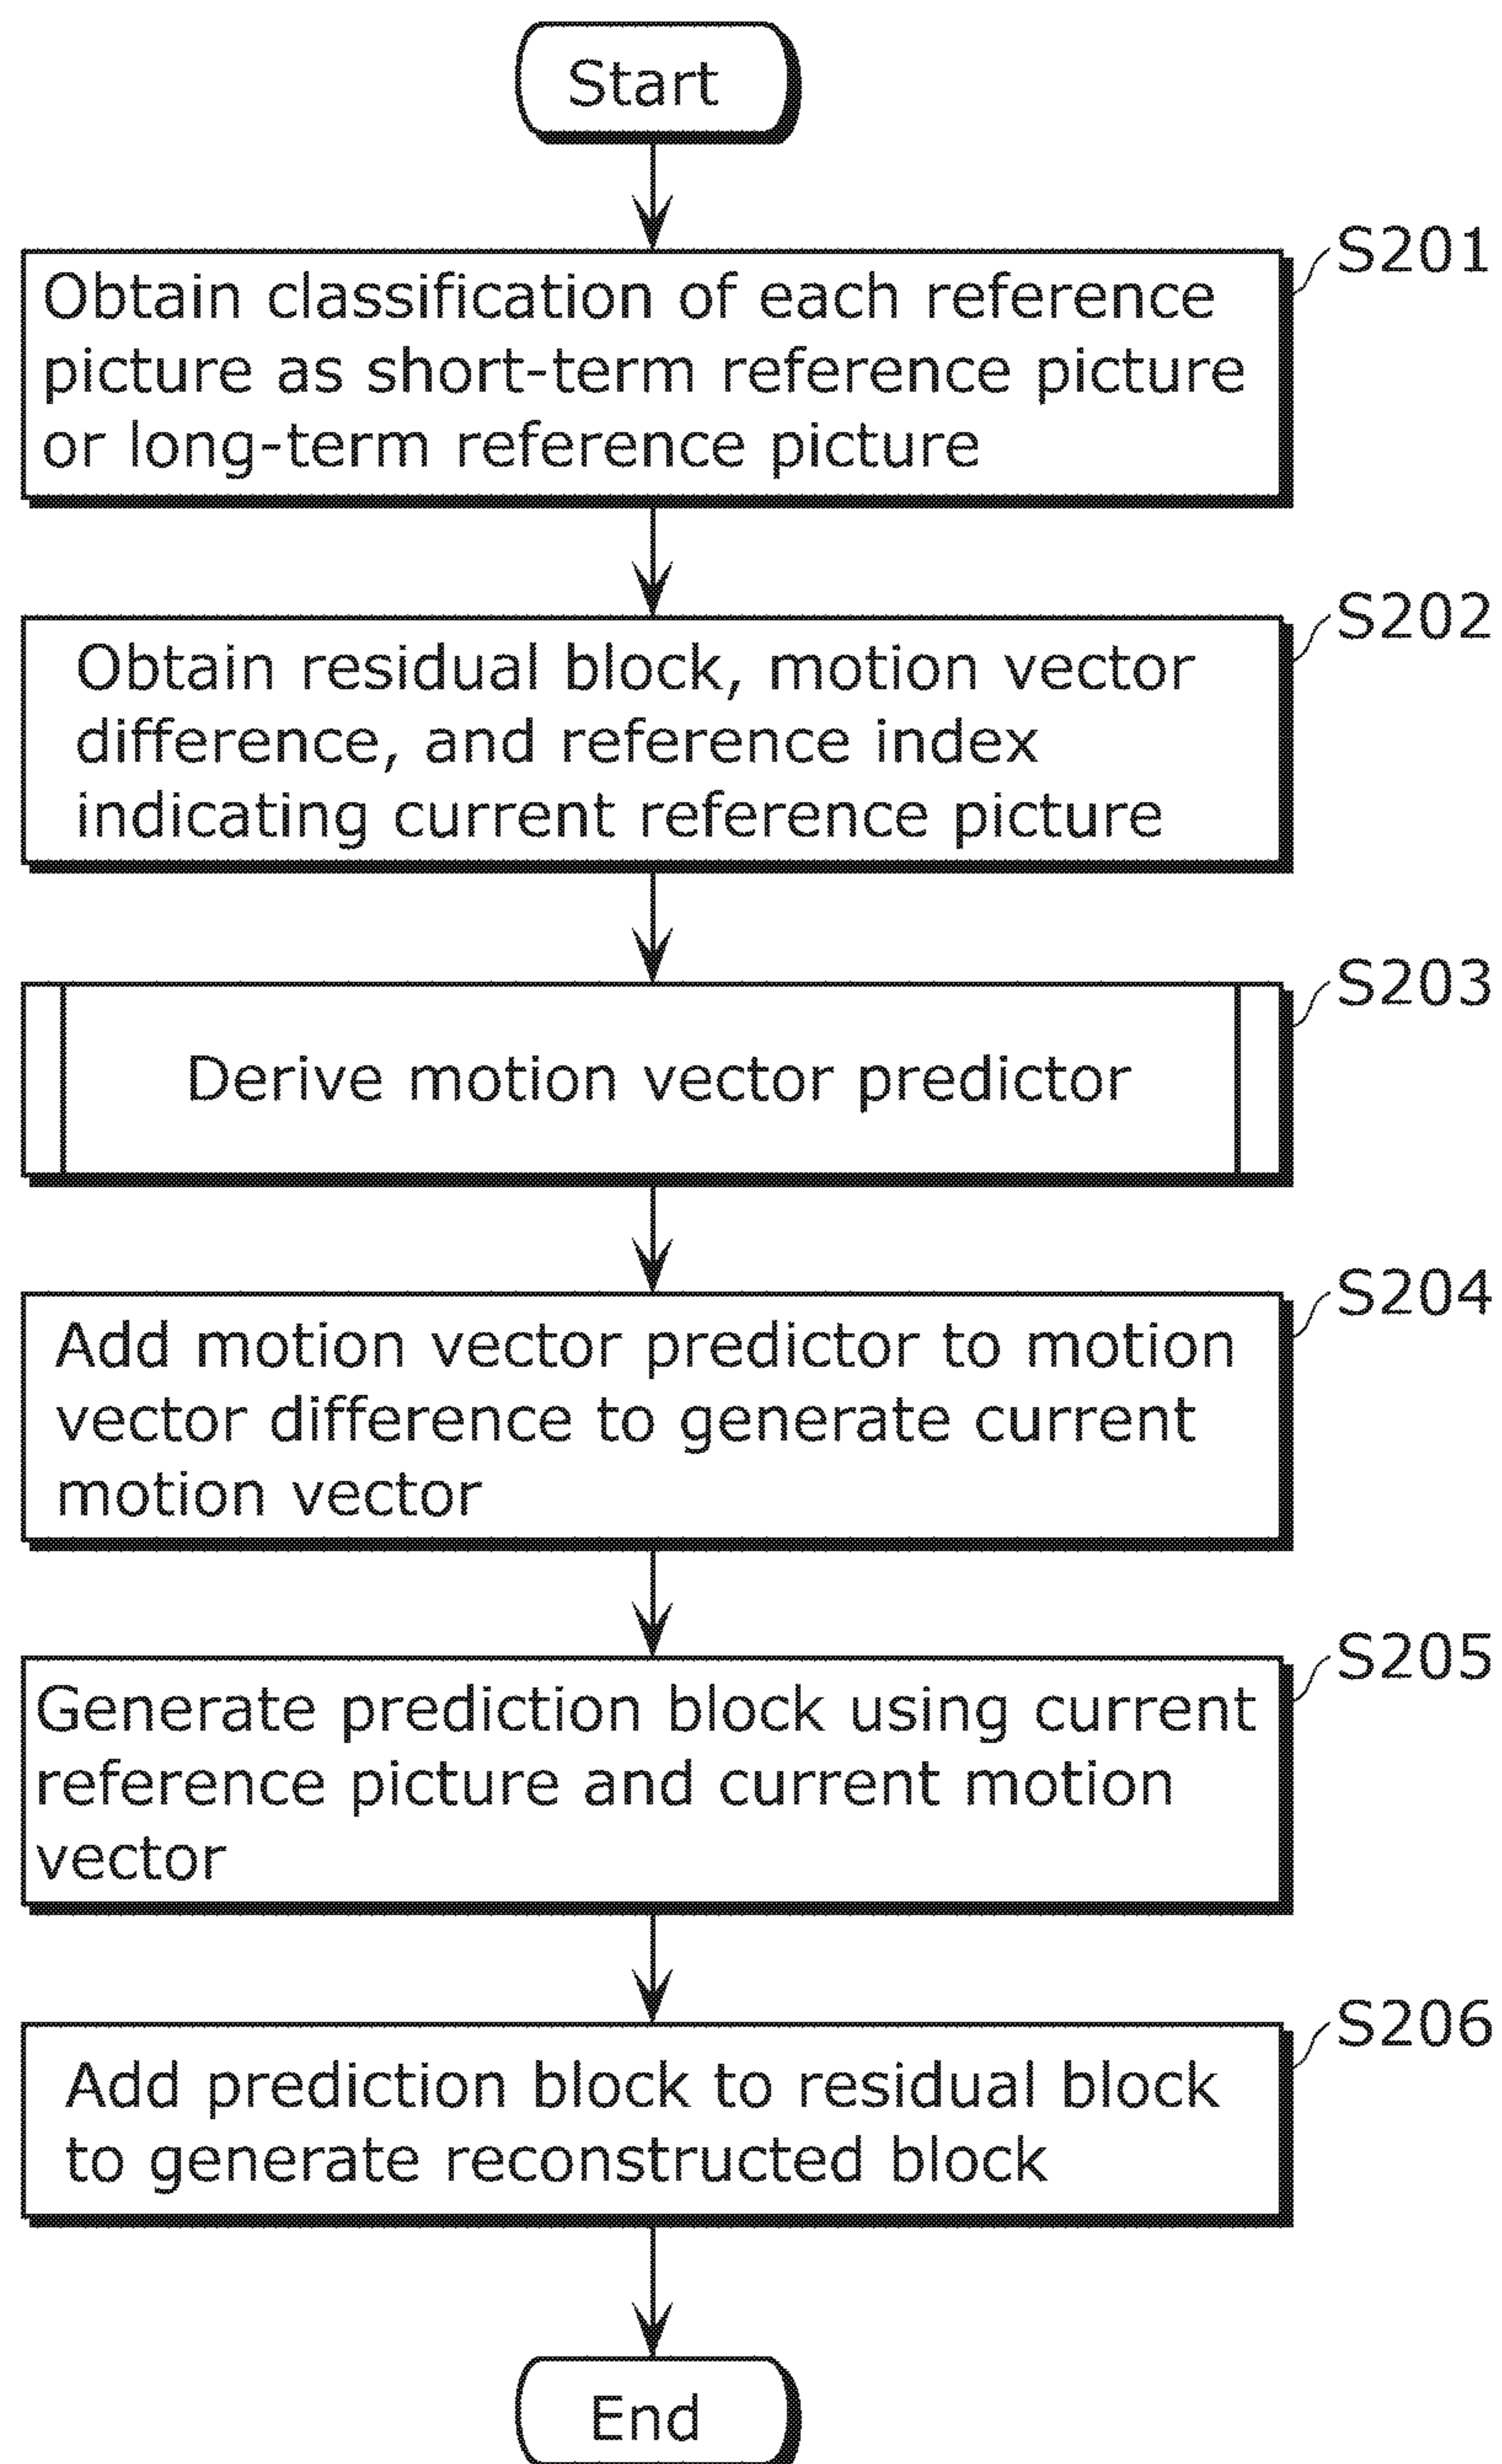 Start
S201
Obtain classification of each reference
picture as short-term reference picture
or long-term reference picture
S202
Obtain residual block, motion vector
difference, and reference index
indicating current reference picture
S203
Derive motion vector predictor
S204
Add motion vector predictor to motion
vector difference to generate current
motion vector
S205
Generate prediction block using current
reference picture and current motion
vector
S206
Add prediction block to residual block
to generate reconstructed block
End